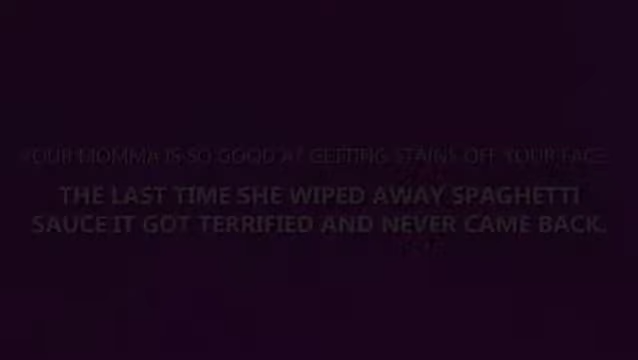 YOUR MOMMA IS SO GOOD AT GETTING STAINS OFF YOUR FACE
THE LAST TIME SHE WIPED AWAY SPAGHETTI
SAUCE IT GOT TERRIFIED AND NEVER CAME BACK.